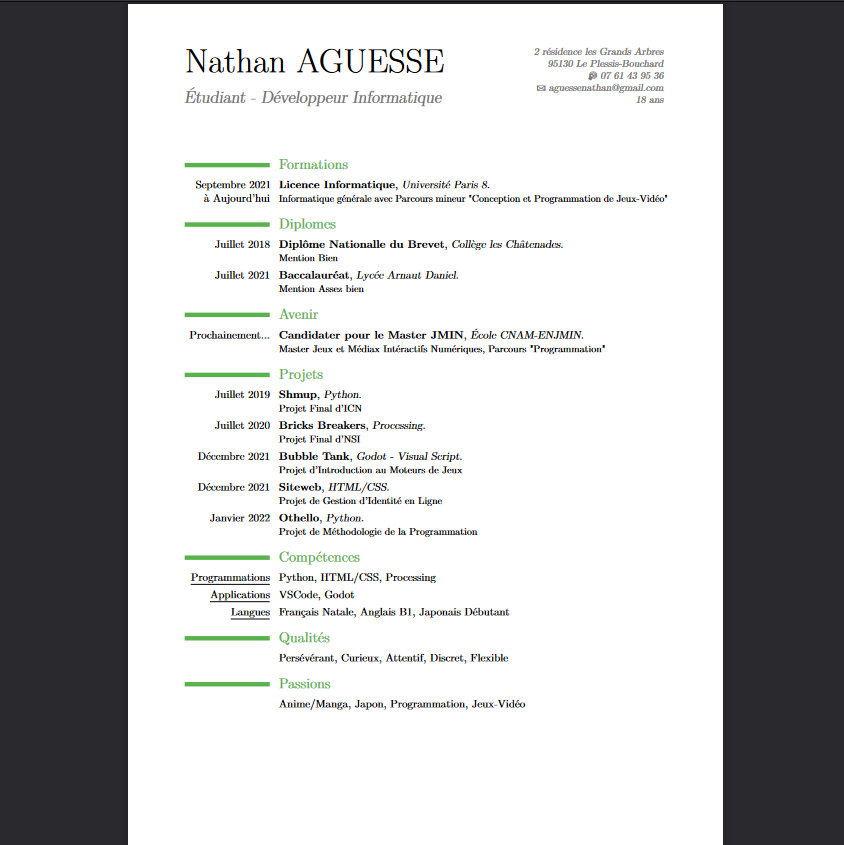 Nathan AGUESSE
Étudiant - Développeur Informatique
2 résidence les Grands Arbres
95130 Le Plessis-Bouchard
07 61 43 95 36
aguessenathan@gmail.com
18 ans
Formations
Septembre 2021 à Aujourd'hui
Licence Informatique, Université Paris 8.
Informatique générale avec Parcours mineur "Conception et Programmation de Jeux-Vidéo"
Diplomes
Juillet 2018 Diplôme Nationalle du Brevet, Collège les Châtenades.
Mention Bien
Juillet 2021 Baccalauréat, Lycée Arnaut Daniel.
Mention Assez bien
Avenir
Prochainement... Candidater pour le Master JMIN, École CNAM-ENJMIN.
Master Jeux et Médiax Intéractifs Numériques, Parcours "Programmation"
Projets
Juillet 2019 Shmup, Python.
Projet Final d'ICN
Juillet 2020 Bricks Breakers, Processing.
Projet Final d'NSI
Décembre 2021 Bubble Tank, Godot - Visual Script.
Projet d'Introduction au Moteurs de Jeux
Décembre 2021 Siteweb, HTML/CSS.
Projet de Gestion d'Identité en Ligne
Janvier 2022 Othello, Python.
Projet de Méthodologie de la Programmation
Compétences
Programmations Python, HTML/CSS, Processing
Applications VSCode, Godot
Langues Français Natale, Anglais B1, Japonais Débutant
Qualités
Persévérant, Curieux, Attentif, Discret, Flexible
Passions
Anime/Manga, Japon, Programmation, Jeux-Vidéo